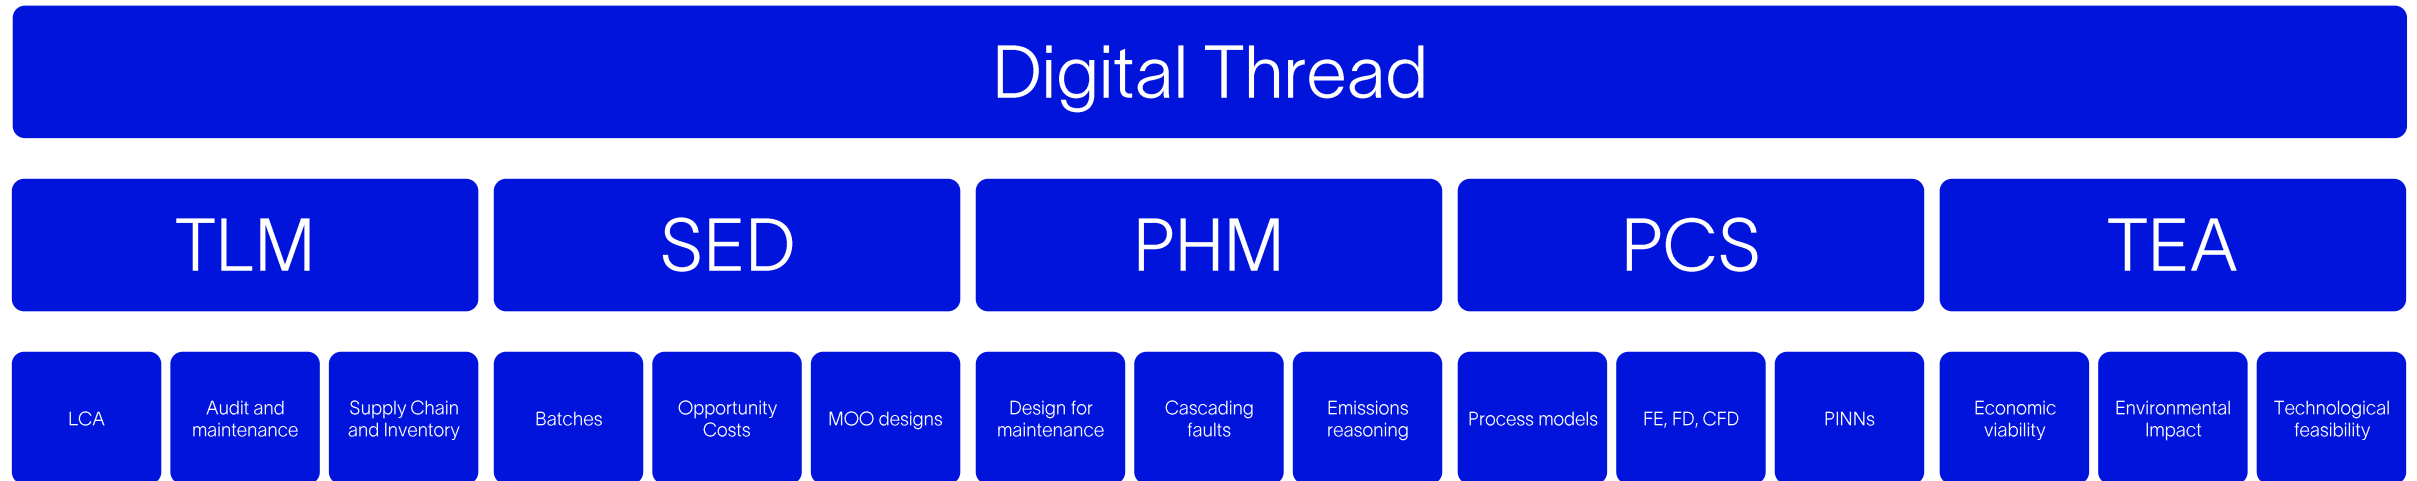 Digital Thread
TLM
SED
PHM
PCS
TEA
LCA
Audit and
maintenance
Supply Chain
and Inventory
Batches
Opportunity
Costs
MOO designs
Design for
maintenance
Cascading
faults
Emissions
reasoning
Process models
FE, FD, CFD
PINNs
Economic
viability
Environmental
Impact
Technological
feasibility